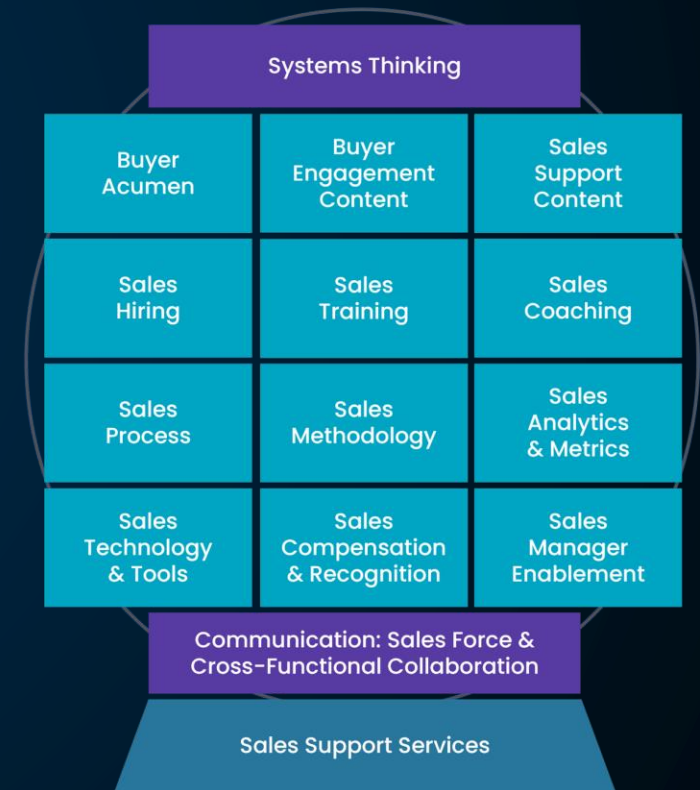 Systems Thinking
Buyer
Acumen
Buyer
Engagement
Content
Sales
Support
Content
Sales
Hiring
Sales
Training
Sales
Coaching
Sales
Process
Sales
Methodology
Sales
Analytics
& Metrics
Sales
Technology
& Tools
Sales
Compensation
& Recognition
Sales
Manager
Enablement
Communication: Sales Force &
Cross-Functional Collaboration
Sales Support Services